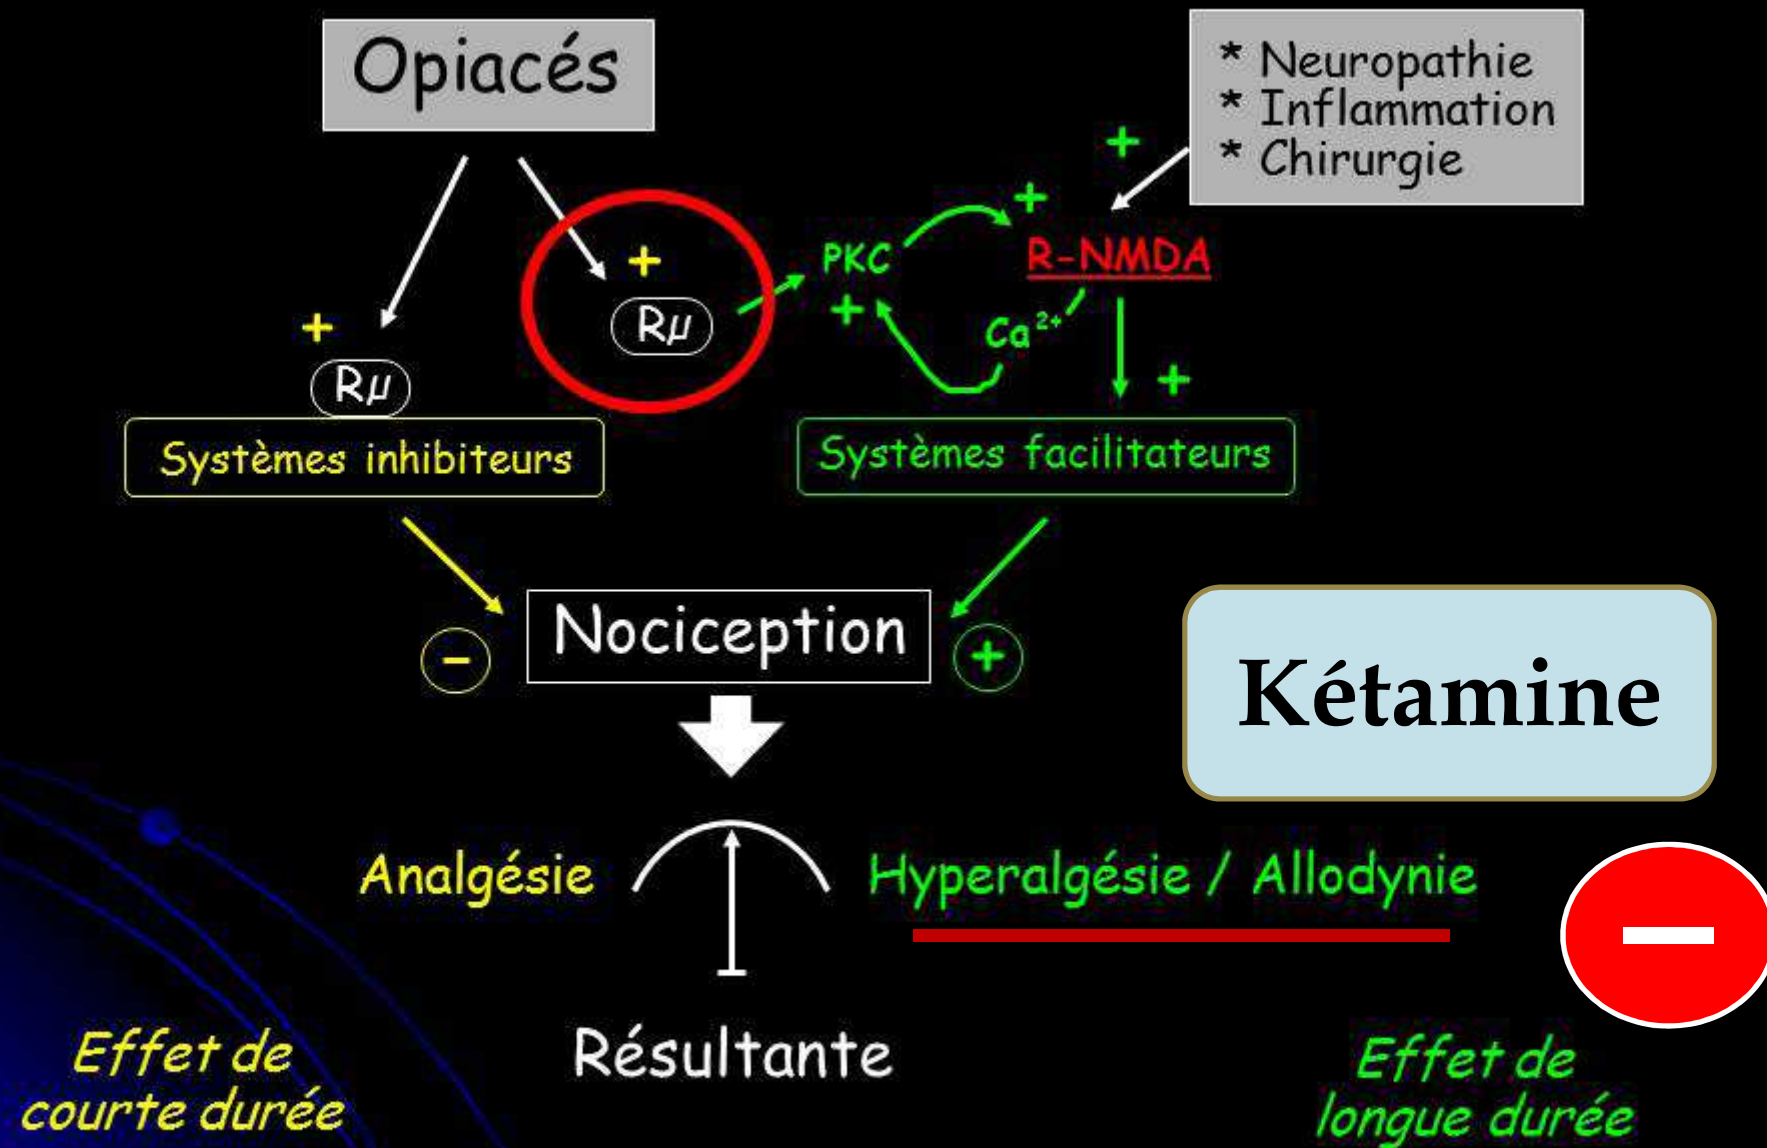 Opiacés
* Neuropathie
* Inflammation
* Chirurgie
+
+
+
PKC
R-NMDA
+
Rµ
+
Ca²⁺
+
Rµ
+
Systèmes inhibiteurs
Systèmes facilitateurs
Nociception
−
+
Kétamine
Analgésie
Hyperalgésie / Allodynie
−
Effet de
courte durée
Résultante
Effet de
longue durée